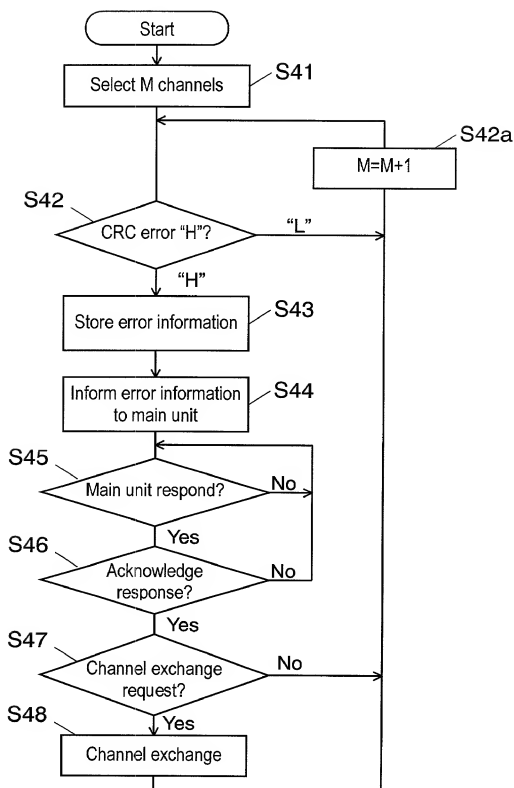 Start
S41
Select M channels
S42a
M=M+1
S42
CRC error “H”?
“L”
“H”
S43
Store error information
S44
Inform error information
to main unit
S45
Main unit respond?
No
Yes
S46
Acknowledge
response?
No
Yes
S47
Channel exchange
request?
No
Yes
S48
Channel exchange